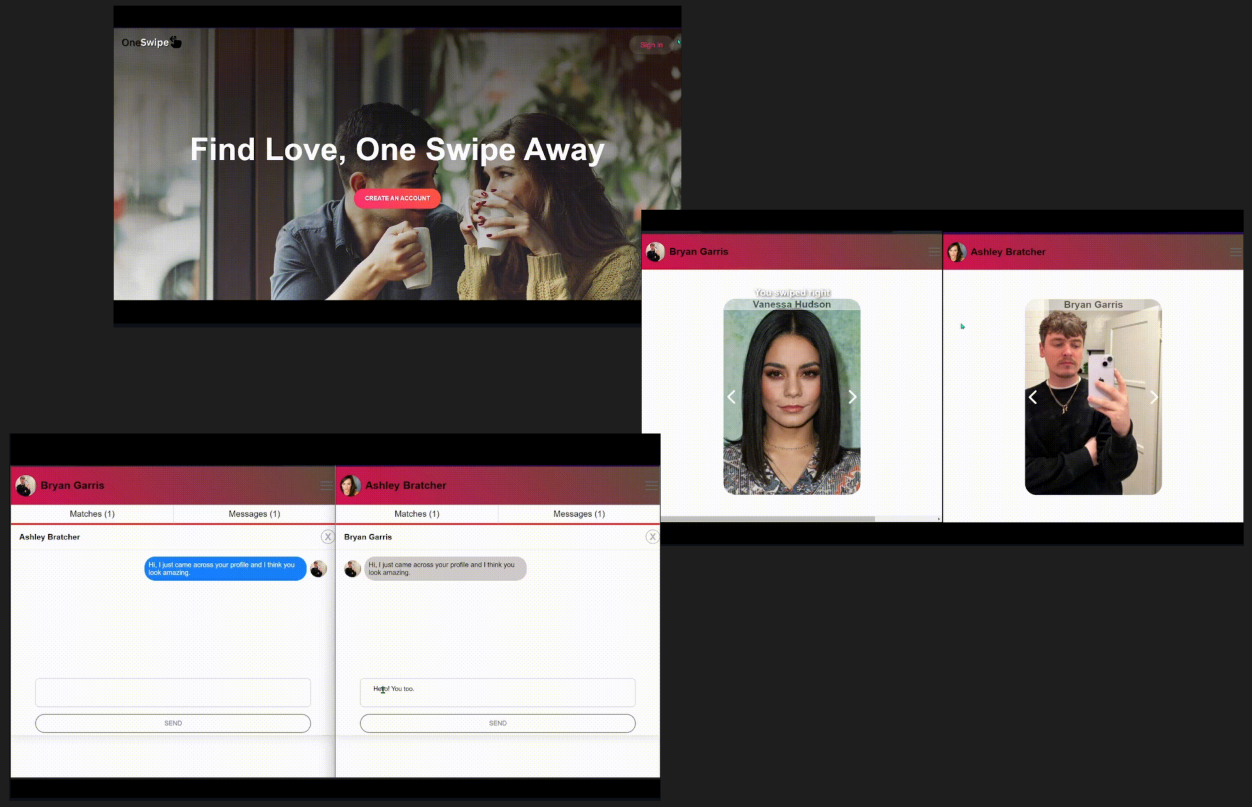 OneSwipe
Sign in
Find Love, One Swipe Away
CREATE AN ACCOUNT
Bryan Garris
You swiped right
Vanessa Hudson
Ashley Bratcher
Bryan Garris
Bryan Garris
Matches (1)
Messages (1)
Ashley Bratcher
X
Hi, I just came across your profile and I think you
look amazing.
SEND
Ashley Bratcher
Matches (1)
Messages (1)
Bryan Garris
X
Hi, I just came across your profile and I think you
look amazing.
Hello! You too.
SEND